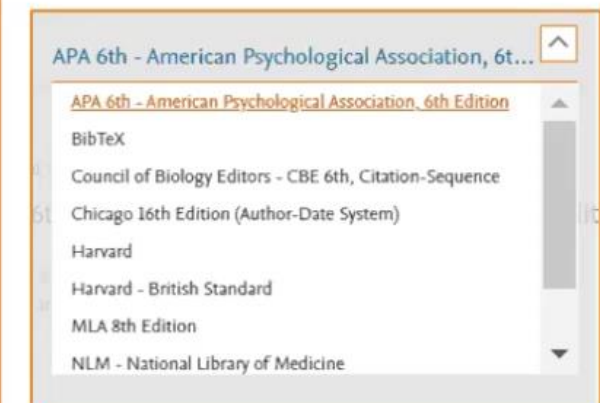 APA 6th - American Psychological Association, 6t...
APA 6th - American Psychological Association, 6th Edition
BibTeX
Council of Biology Editors - CBE 6th, Citation-Sequence
Chicago 16th Edition (Author-Date System)
Harvard
Harvard - British Standard
MLA 8th Edition
NLM - National Library of Medicine